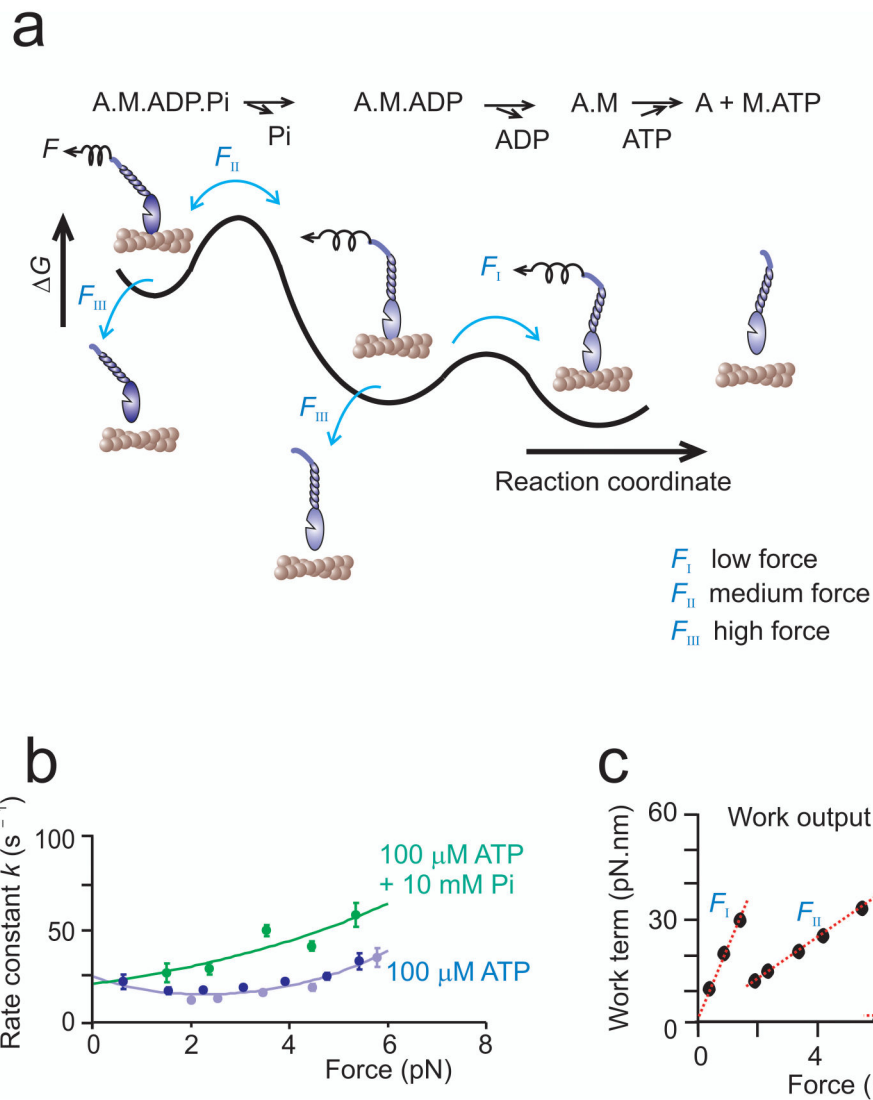 a
A.M.ADP.Pi
A.M.ADP
A.M
A + M.ATP
Pi
ADP
ATP
F
F_II
ΔG
F_III
F_I
F_III
Reaction coordinate
F_I low force
F_II medium force
F_III high force
b
Rate constant k (s⁻¹)
100
50
0
100 μM ATP
+ 10 mM Pi
100 μM ATP
0
2
4
6
8
Force (pN)
c
Work term (pN.nm)
60
30
0
Work output
F_I
F_II
0
4
Force (